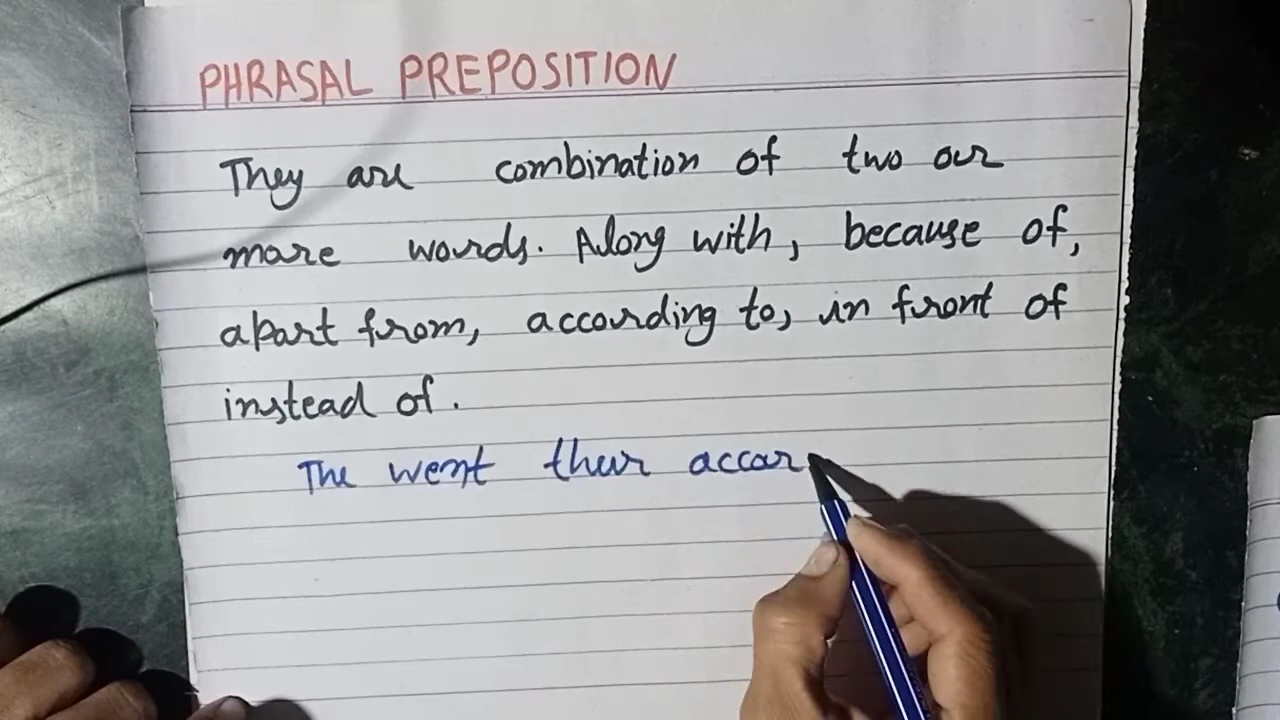 PHRASAL PREPOSITION
They are combination of two our
more words. Along with, because of,
apart from, according to, in front of
instead of.
The went their accor